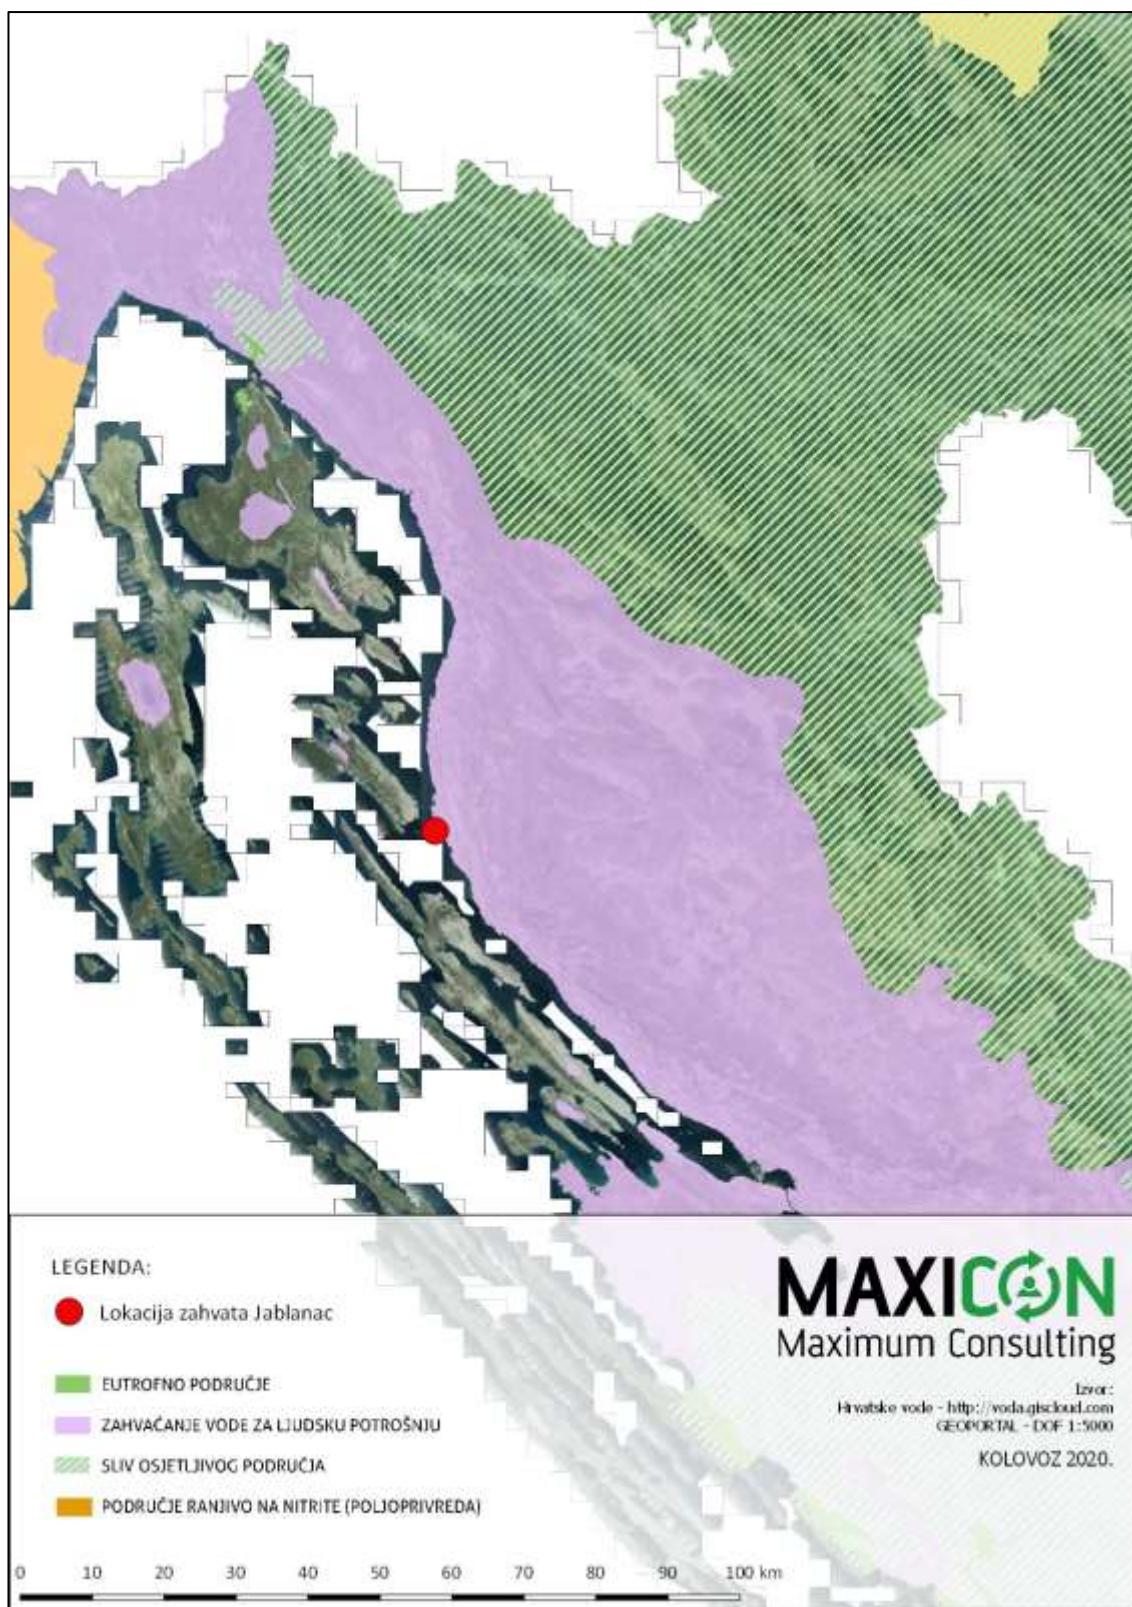 LEGENDA:
Lokacija zahvata Jablanac
EUTROFNO PODRUČJE
ZAHVAĆANJE VODE ZA LJUDSKU POTROŠNJU
SLIV OSJETLJIVOG PODRUČJA
PODRUČJE RANJIVO NA NITRITE (POLJOPRIVREDA)
0 10 20 30 40 50 60 70 80 90 100 km
MAXICON
Maximum Consulting
Izvor:
Hrvatske vode - http://voda.giscloud.com
GEOPORTAL - DOF 1:5000
KOLOVOZ 2020.